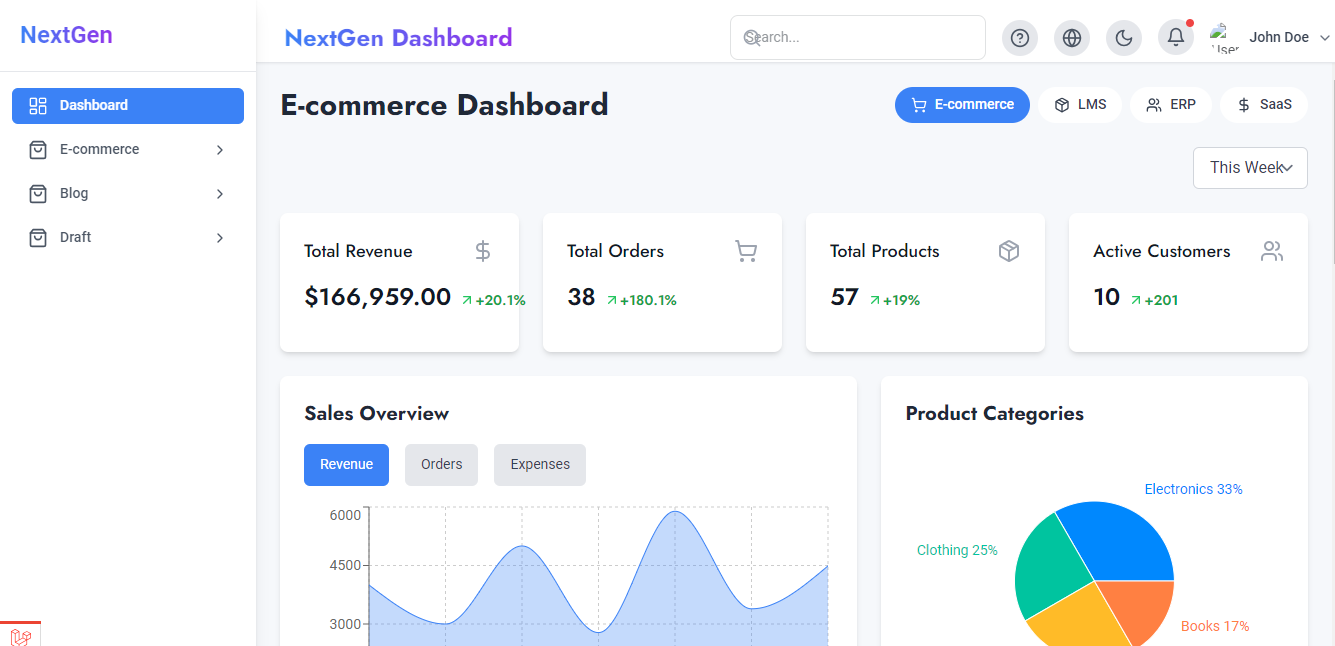 NextGen
Dashboard
E-commerce
Blog
Draft
NextGen Dashboard
Search...
User
John Doe
E-commerce Dashboard
E-commerce
LMS
ERP
SaaS
This Week
Total Revenue
$166,959.00 +20.1%
Total Orders
38 +180.1%
Total Products
57 +19%
Active Customers
10 +201
Sales Overview
Revenue
Orders
Expenses
6000
4500
3000
Product Categories
Electronics 33%
Clothing 25%
Books 17%